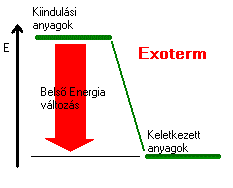 Kiindulási
anyagok
E
Exoterm
Belső Energia
változás
Keletkezett
anyagok